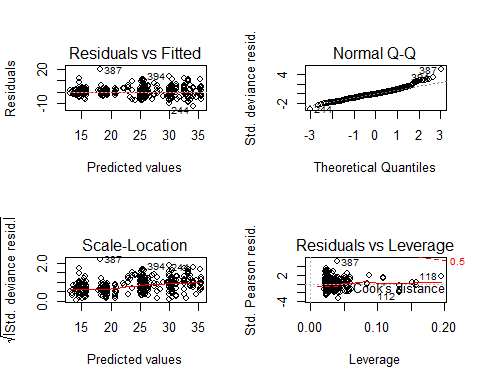 Residuals vs Fitted
Residuals
20
-10
387
394
244
15 20 25 30 35
Predicted values
Normal Q-Q
Std. deviance resid.
4
-2
387
244
-3 -2 -1 0 1 2 3
Theoretical Quantiles
Scale-Location
√|Std. deviance resid.|
2.0
0.0
387
394
15 20 25 30 35
Predicted values
Residuals vs Leverage
Std. Pearson resid.
2
-4
387
118
112
Cook's distance
0.5
0.00 0.10 0.20
Leverage